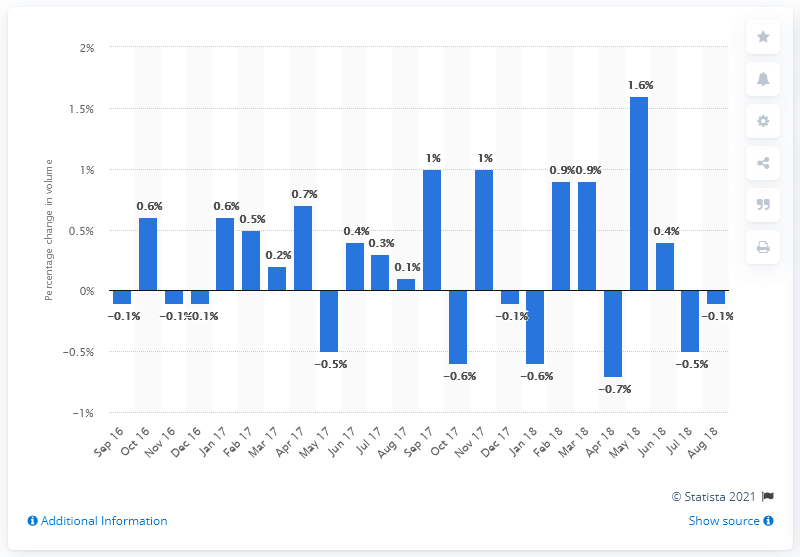 2%
1.5%
1%
0.5%
0%
−0.5%
−1%
Percentage change in volume
−0.1%
0.6%
−0.1%
−0.1%
0.6%
0.5%
0.2%
0.7%
−0.5%
0.4%
0.3%
0.1%
1%
−0.6%
1%
−0.1%
−0.6%
0.9%
0.9%
−0.7%
1.6%
0.4%
−0.5%
−0.1%
Sep 16
Oct 16
Nov 16
Dec 16
Jan 17
Feb 17
Mar 17
Apr 17
May 17
Jun 17
Jul 17
Aug 17
Sep 17
Oct 17
Nov 17
Dec 17
Jan 18
Feb 18
Mar 18
Apr 18
May 18
Jun 18
Jul 18
Aug 18
© Statista 2021
Additional Information
Show source